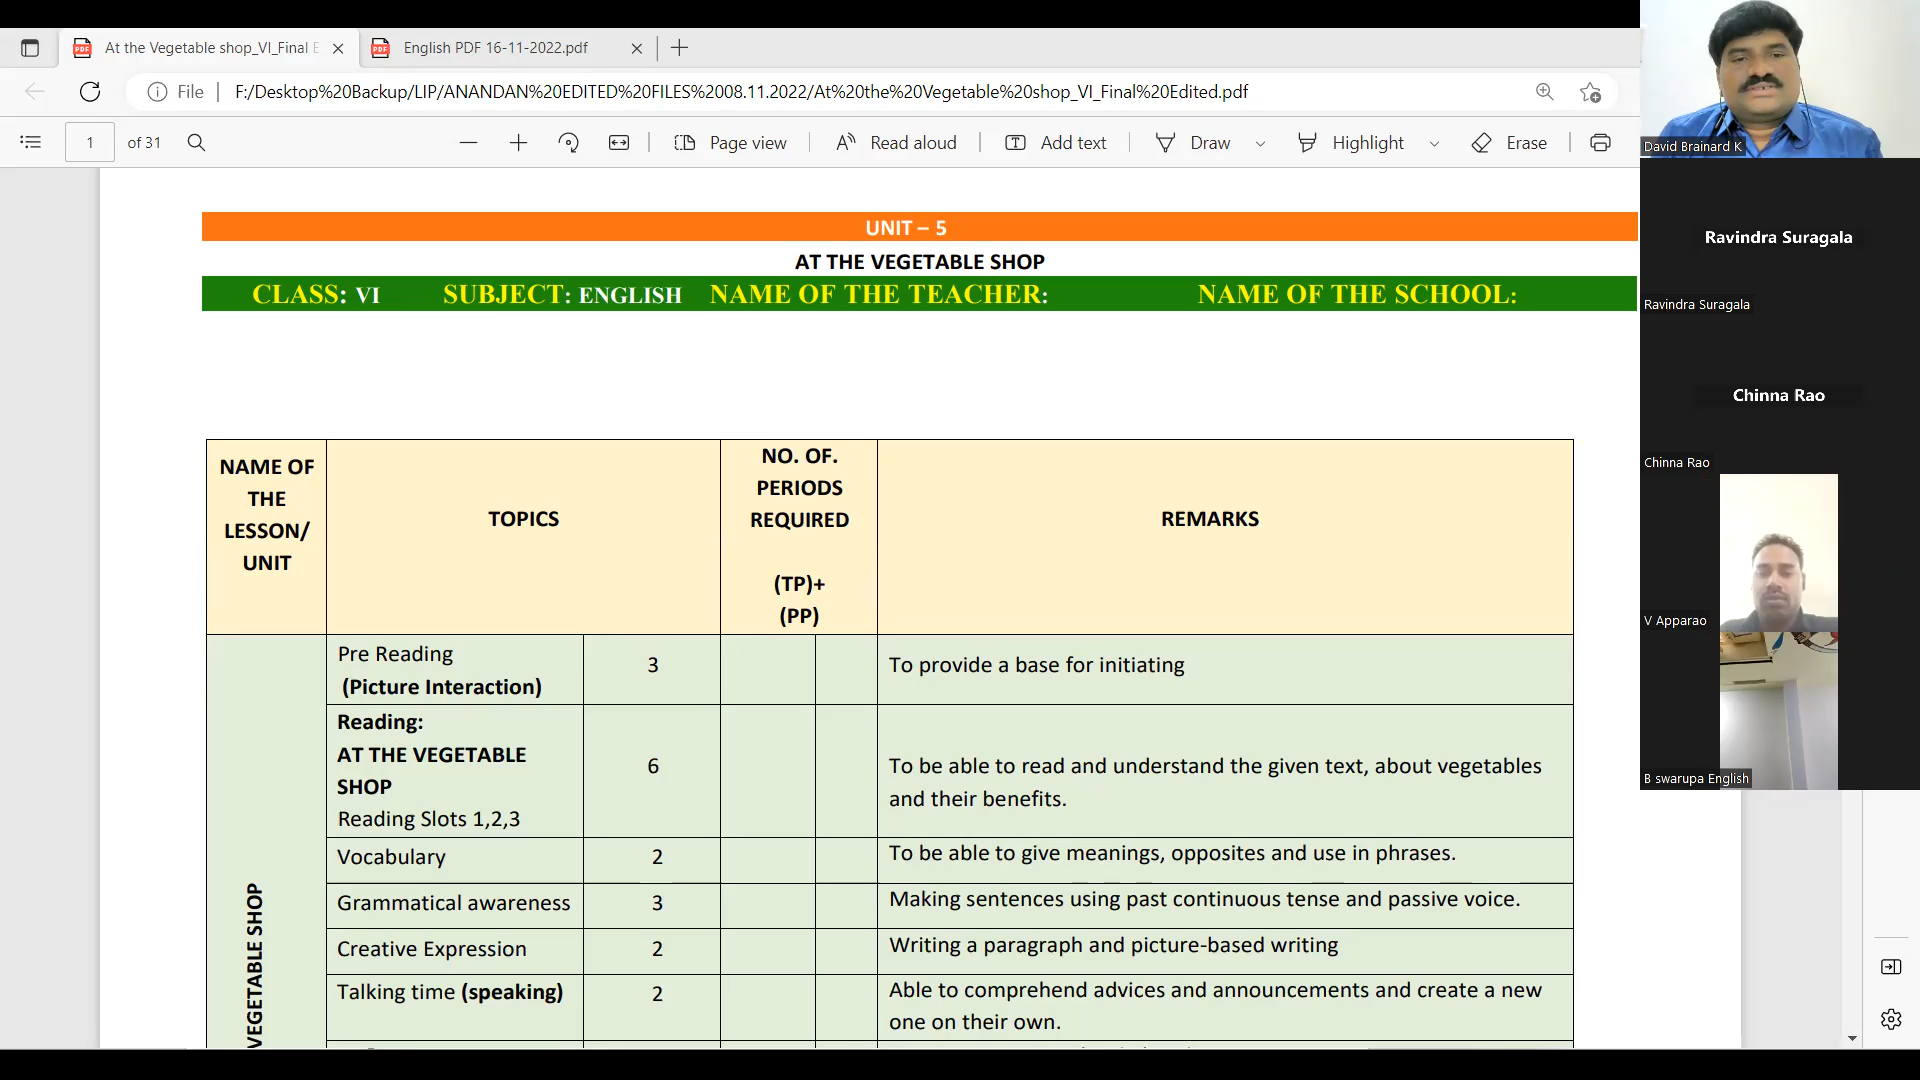 At the Vegetable shop_VI_Final E
English PDF 16-11-2022.pdf
File
F:/Desktop%20Backup/LIP/ANANDAN%20EDITED%20FILES%2008.11.2022/At%20the%20Vegetable%20shop_VI_Final%20Edited.pdf
1 of 31
Page view
Read aloud
Add text
Draw
Highlight
Erase
UNIT – 5
AT THE VEGETABLE SHOP
CLASS: VI SUBJECT: ENGLISH NAME OF THE TEACHER: NAME OF THE SCHOOL:
NAME OF
THE
LESSON/
UNIT
TOPICS
NO. OF.
PERIODS
REQUIRED
(TP)+
(PP)
REMARKS
VEGETABLE SHOP
Pre Reading
(Picture Interaction)
3
To provide a base for initiating
Reading:
AT THE VEGETABLE
SHOP
Reading Slots 1,2,3
6
To be able to read and understand the given text, about vegetables
and their benefits.
Vocabulary
2
To be able to give meanings, opposites and use in phrases.
Grammatical awareness
3
Making sentences using past continuous tense and passive voice.
Creative Expression
2
Writing a paragraph and picture-based writing
Talking time (speaking)
2
Able to comprehend advices and announcements and create a new
one on their own.
David Brainard K
Ravindra Suragala
Ravindra Suragala
Chinna Rao
Chinna Rao
V Apparao
B swarupa English